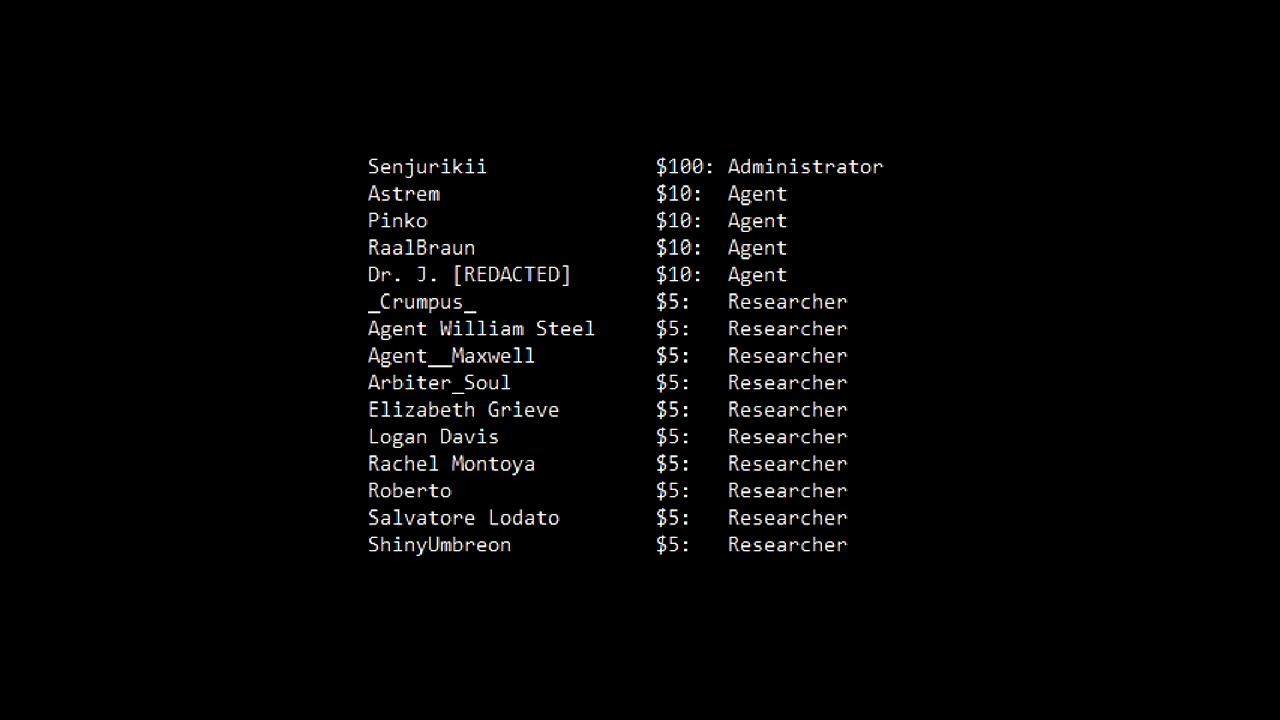 Senjurikii $100: Administrator
Astrem $10: Agent
Pinko $10: Agent
RaalBraun $10: Agent
Dr. J. [REDACTED] $10: Agent
_Crumpus_ $5: Researcher
Agent William Steel $5: Researcher
Agent__Maxwell $5: Researcher
Arbiter_Soul $5: Researcher
Elizabeth Grieve $5: Researcher
Logan Davis $5: Researcher
Rachel Montoya $5: Researcher
Roberto $5: Researcher
Salvatore Lodato $5: Researcher
ShinyUmbreon $5: Researcher